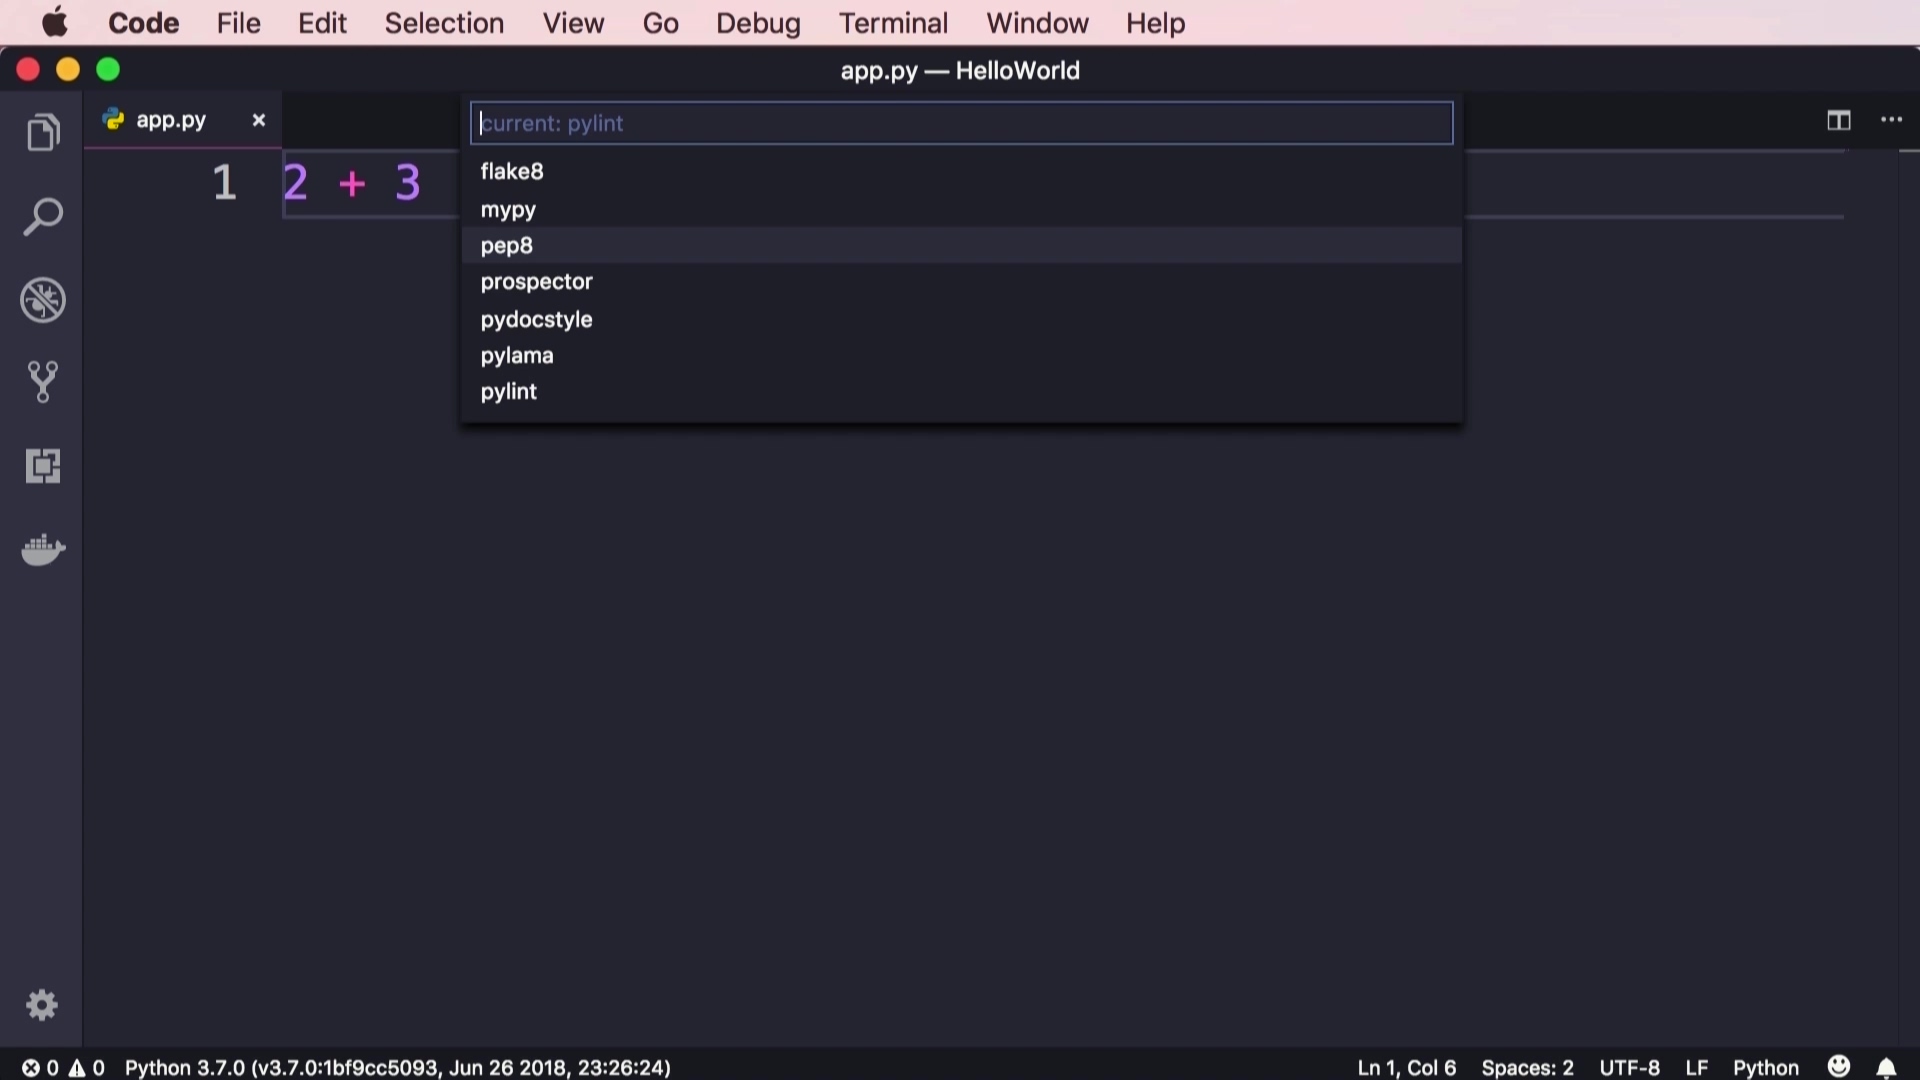 Code File Edit Selection View Go Debug Terminal Window Help
app.py — HelloWorld
app.py ×
current: pylint
1 2 + 3
flake8
mypy
pep8
prospector
pydocstyle
pylama
pylint
0 0 Python 3.7.0 (v3.7.0:1bf9cc5093, Jun 26 2018, 23:26:24) Ln 1, Col 6 Spaces: 2 UTF-8 LF Python